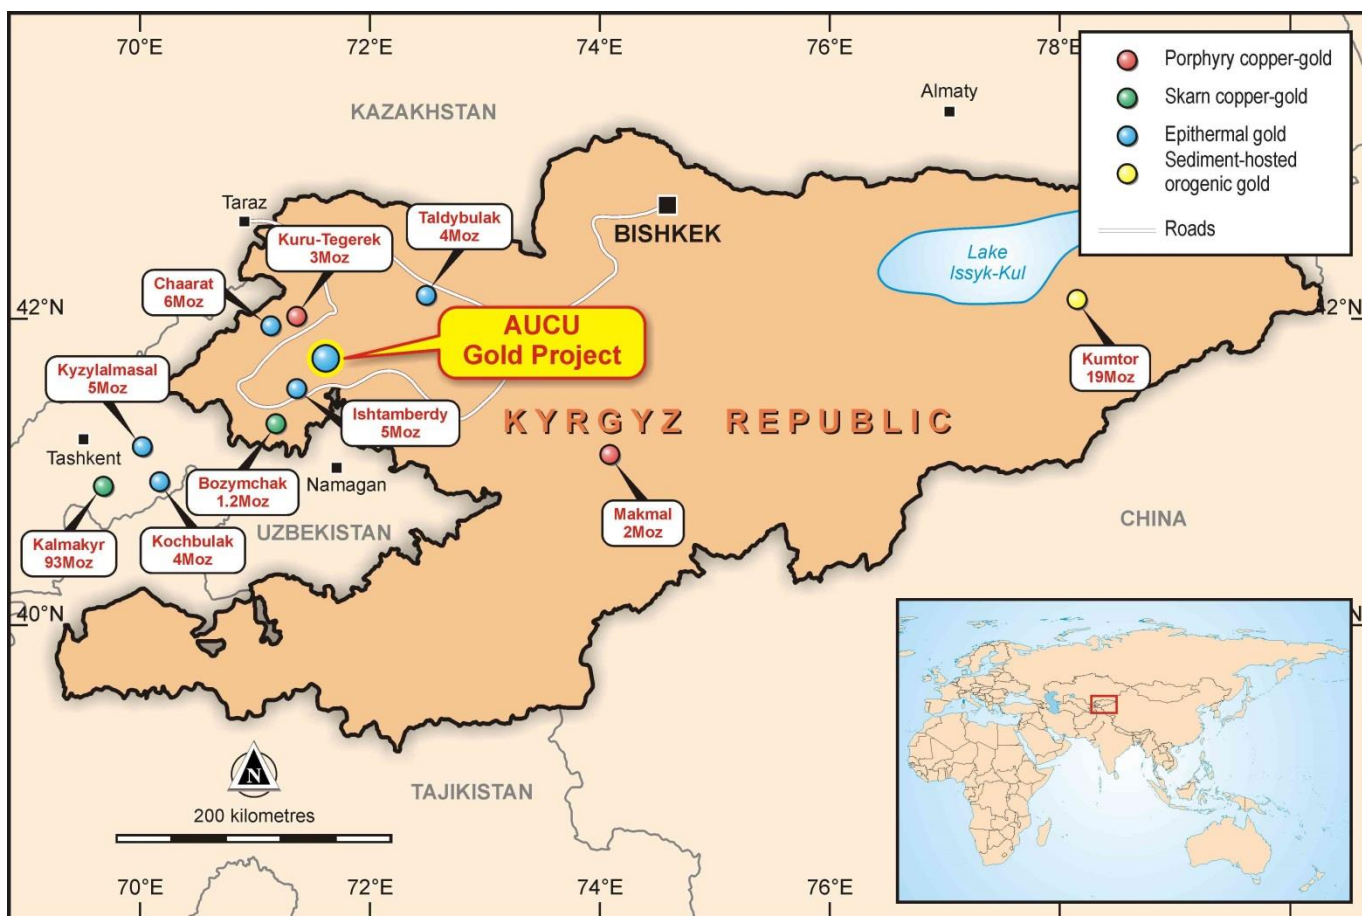 70°E
72°E
74°E
76°E
78°E
Porphyry copper-gold
Skarn copper-gold
Epithermal gold
Sediment-hosted
orogenic gold
Roads
KAZAKHSTAN
Almaty
Taraz
Taldybulak
4Moz
BISHKEK
Kuru-Tegerek
3Moz
Lake
Issyk-Kul
Chaarat
6Moz
42°N
42°N
AUCU
Gold Project
Kumtor
19Moz
Kyzylalmasal
5Moz
Ishtamberdy
5Moz
KYRGYZ REPUBLIC
Tashkent
Bozymchak
1.2Moz
Namagan
Makmal
2Moz
CHINA
UZBEKISTAN
Kalmakyr
93Moz
Kochbulak
4Moz
40°N
N
N
TAJIKISTAN
200 kilometres
70°E
72°E
74°E
76°E